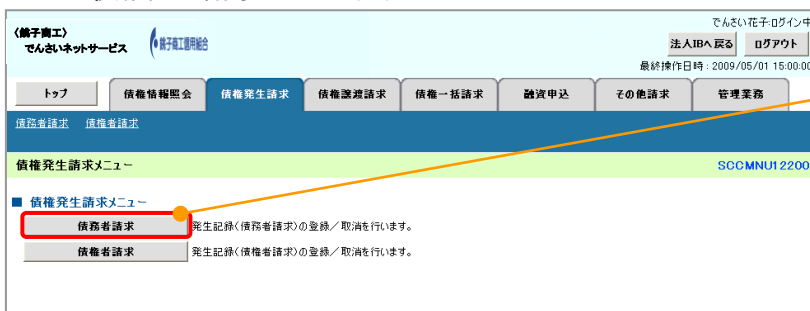 でんさい花子:ログイン中
〈銚子商工〉
でんさいネットサービス
銚子商工信用組合
法人IBへ戻る ログアウト
最終操作日時:2009/05/01 15:00:00
トップ 債権情報照会 債権発生請求 債権譲渡請求 債権一括請求 融資申込 その他請求 管理業務
債務者請求 債権者請求
債権発生請求メニュー SCCMNU12200
■ 債権発生請求メニュー
債務者請求 発生記録(債務者請求)の登録/取消を行います。
債権者請求 発生記録(債権者請求)の登録/取消を行います。